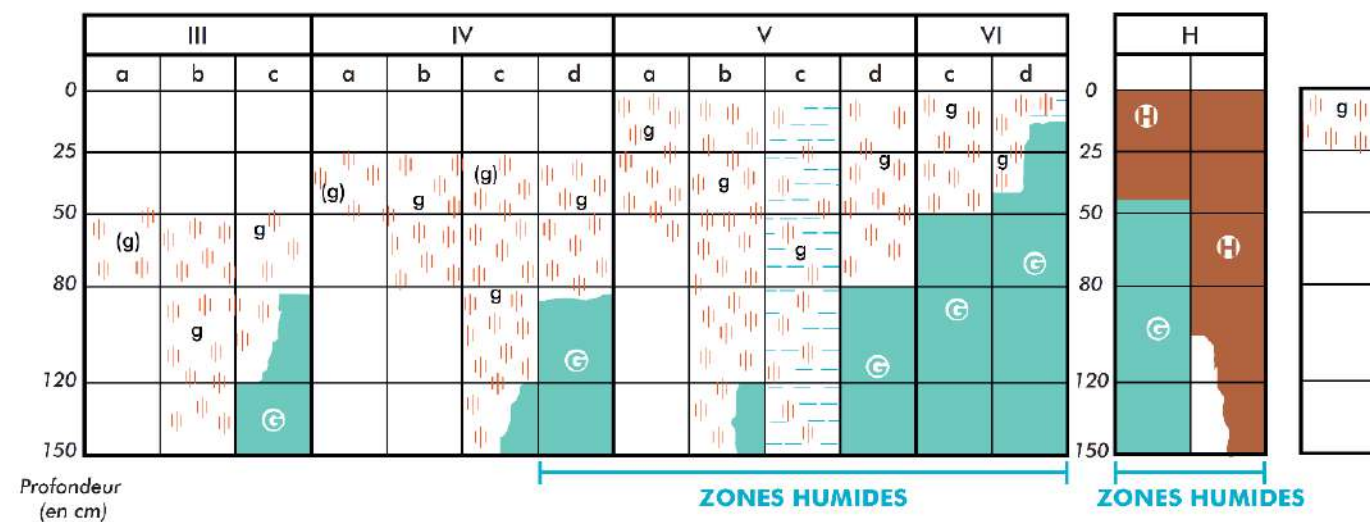 III IV V VI H
a b c a b c d a b c d c d
0 0
g g g g H g
25 25
(g) g (g) g g g g
50 50
(g) g g G H
80 80
g g G G G G
120 120
G
150 150
Profondeur
(en cm)
ZONES HUMIDES ZONES HUMIDES